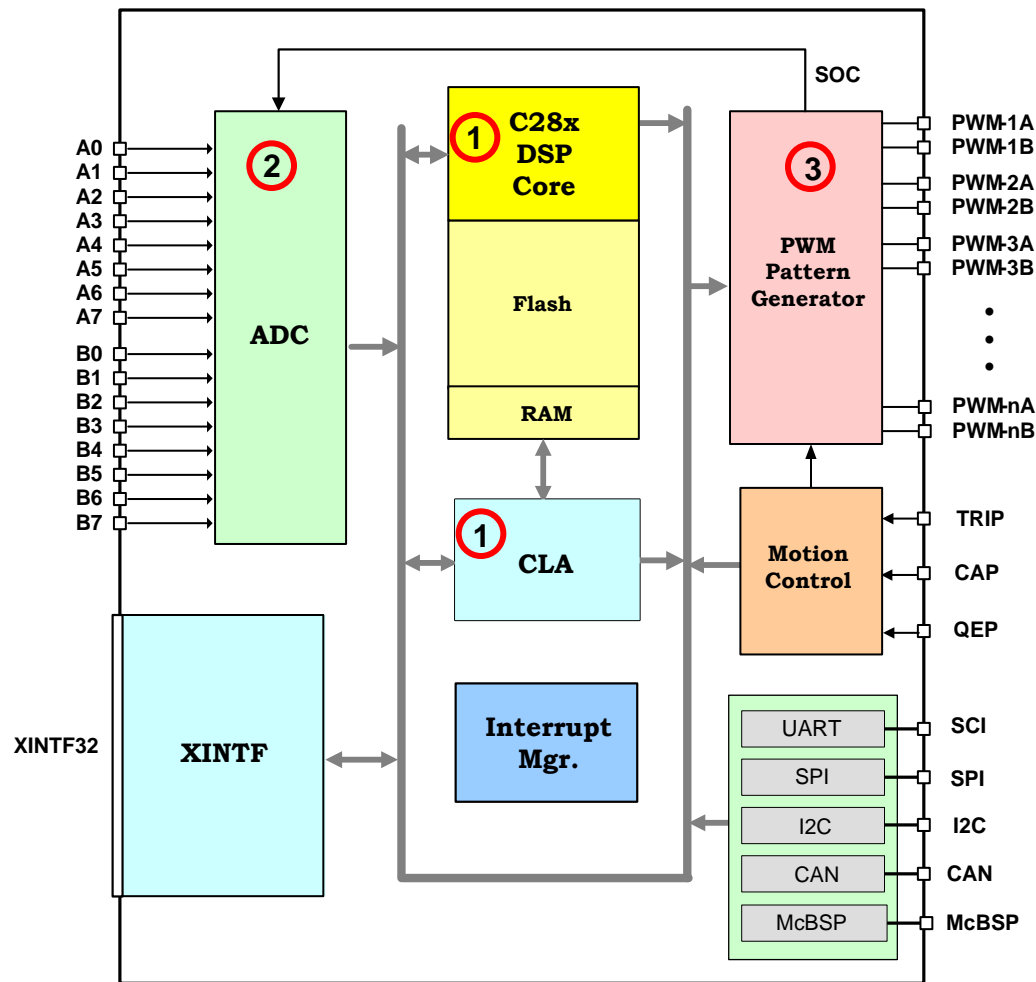 SOC
A0
A1
A2
A3
A4
A5
A6
A7
B0
B1
B2
B3
B4
B5
B6
B7
2
ADC
XINTF32
XINTF
1
C28x
DSP
Core
Flash
RAM
1
CLA
Interrupt
Mgr.
3
PWM
Pattern
Generator
PWM-1A
PWM-1B
PWM-2A
PWM-2B
PWM-3A
PWM-3B
PWM-nA
PWM-nB
Motion
Control
TRIP
CAP
QEP
UART
SPI
I2C
CAN
McBSP
SCI
SPI
I2C
CAN
McBSP